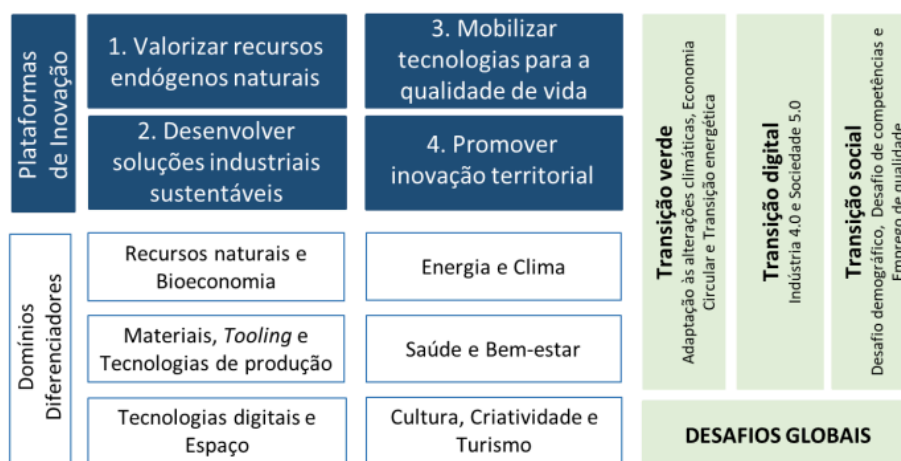 Plataformas
de Inovação
1. Valorizar recursos
endógenos naturais
3. Mobilizar
tecnologias para a
qualidade de vida
2. Desenvolver
soluções industriais
sustentáveis
4. Promover
inovação territorial
Domínios
Diferenciadores
Recursos naturais e
Bioeconomia
Energia e Clima
Materiais, Tooling e
Tecnologias de produção
Saúde e Bem-estar
Tecnologias digitais e
Espaço
Cultura, Criatividade e
Turismo
Transição verde
Adaptação às alterações climáticas, Economia
Circular e Transição energética
Transição digital
Indústria 4.0 e Sociedade 5.0
Transição social
Desafio demográfico, Desafio de competências e
Emprego de qualidade
DESAFIOS GLOBAIS